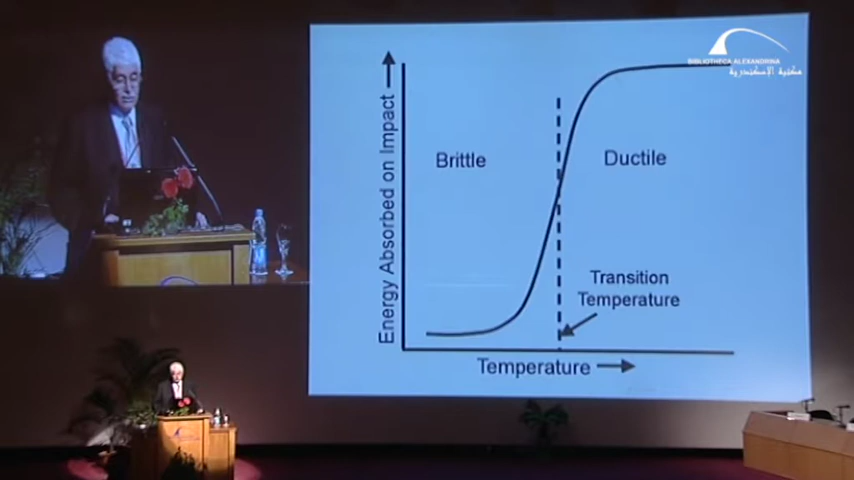 BIBLIOTHECA ALEXANDRINA
مكتبة الإسكندرية
Energy Absorbed on Impact
Brittle
Ductile
Transition
Temperature
Temperature